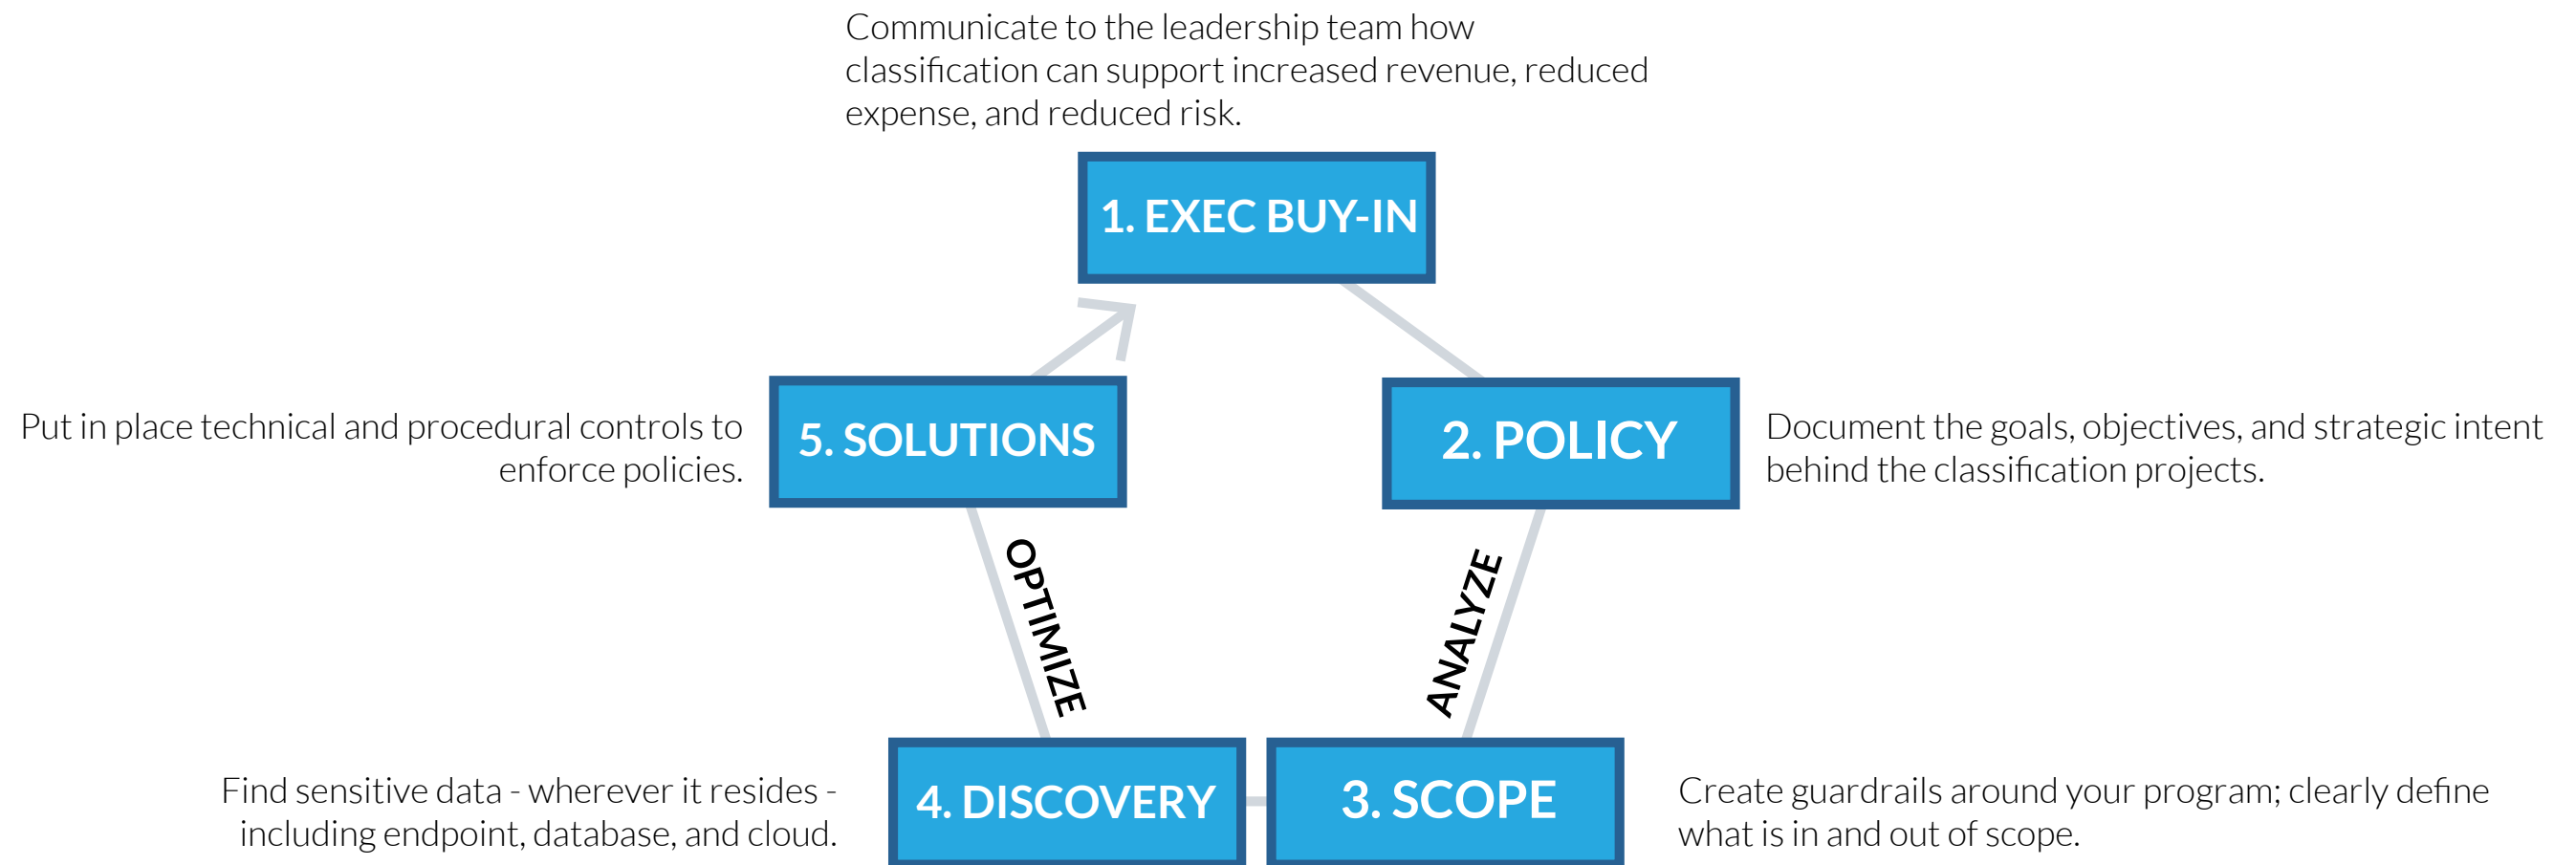 Communicate to the leadership team how
classification can support increased revenue, reduced
expense, and reduced risk.
1. EXEC BUY-IN
Put in place technical and procedural controls to
enforce policies.
5. SOLUTIONS
2. POLICY
Document the goals, objectives, and strategic intent
behind the classification projects.
OPTIMIZE
ANALYZE
Find sensitive data - wherever it resides -
including endpoint, database, and cloud.
4. DISCOVERY
3. SCOPE
Create guardrails around your program; clearly define
what is in and out of scope.